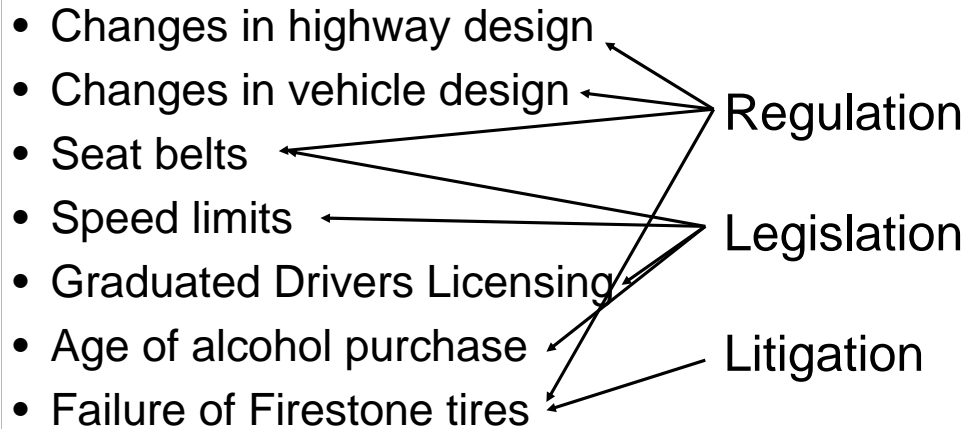 • Changes in highway design
• Changes in vehicle design
Regulation
• Seat belts
• Speed limits
Legislation
• Graduated Drivers Licensing
• Age of alcohol purchase
Litigation
• Failure of Firestone tires